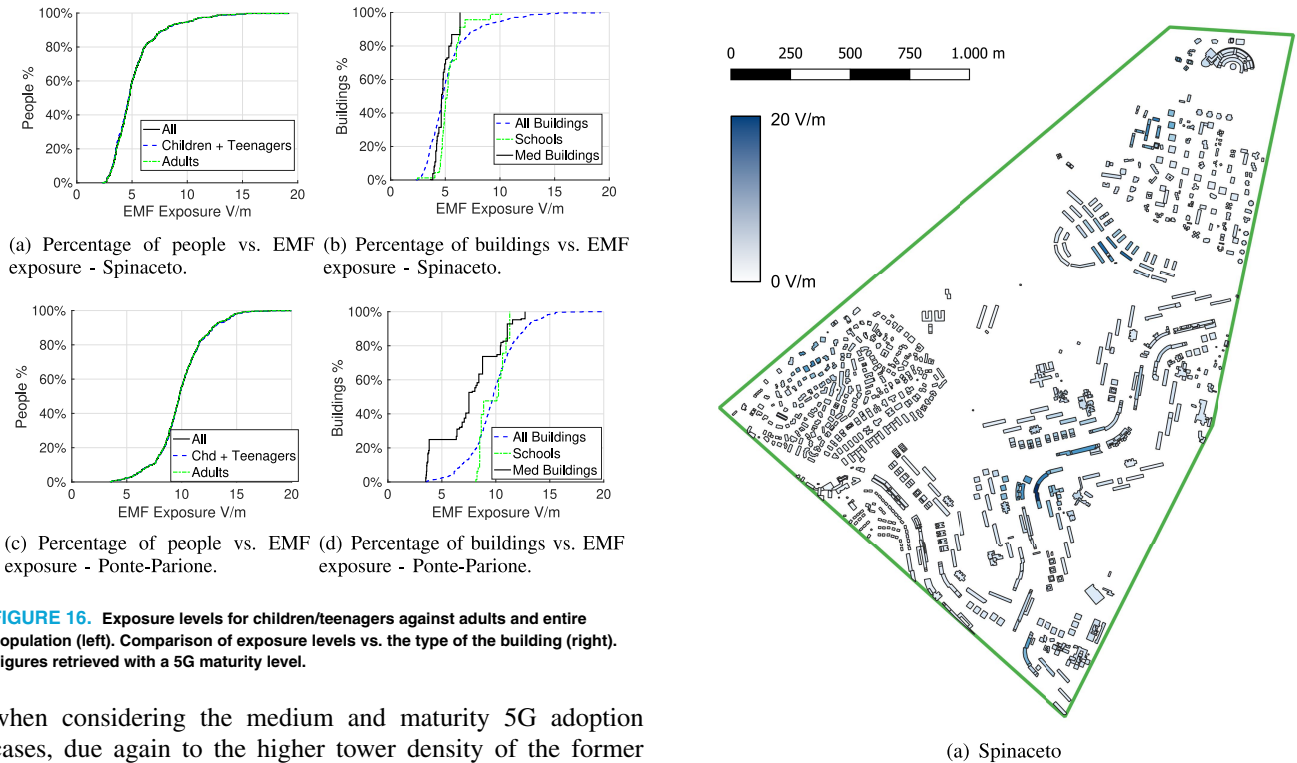 100%
80%
60%
40%
20%
0%
People %
All
Children + Teenagers
Adults
0 5 10 15 20
EMF Exposure V/m
100%
80%
60%
40%
20%
0%
Buildings %
All Buildings
Schools
Med Buildings
0 5 10 15 20
EMF Exposure V/m
(a) Percentage of people vs. EMF
exposure - Spinaceto.
(b) Percentage of buildings vs. EMF
exposure - Spinaceto.
100%
80%
60%
40%
20%
0%
People %
All
Chd + Teenagers
Adults
0 5 10 15 20
EMF Exposure V/m
100%
80%
60%
40%
20%
0%
Buildings %
All Buildings
Schools
Med Buildings
0 5 10 15 20
EMF Exposure V/m
(c) Percentage of people vs. EMF
exposure - Ponte-Parione.
(d) Percentage of buildings vs. EMF
exposure - Ponte-Parione.
FIGURE 16. Exposure levels for children/teenagers against adults and entire
opulation (left). Comparison of exposure levels vs. the type of the building (right).
igures retrieved with a 5G maturity level.
when considering the medium and maturity 5G adoption
cases, due again to the higher tower density of the former
0 250 500 750 1.000 m
20 V/m
0 V/m
(a) Spinaceto